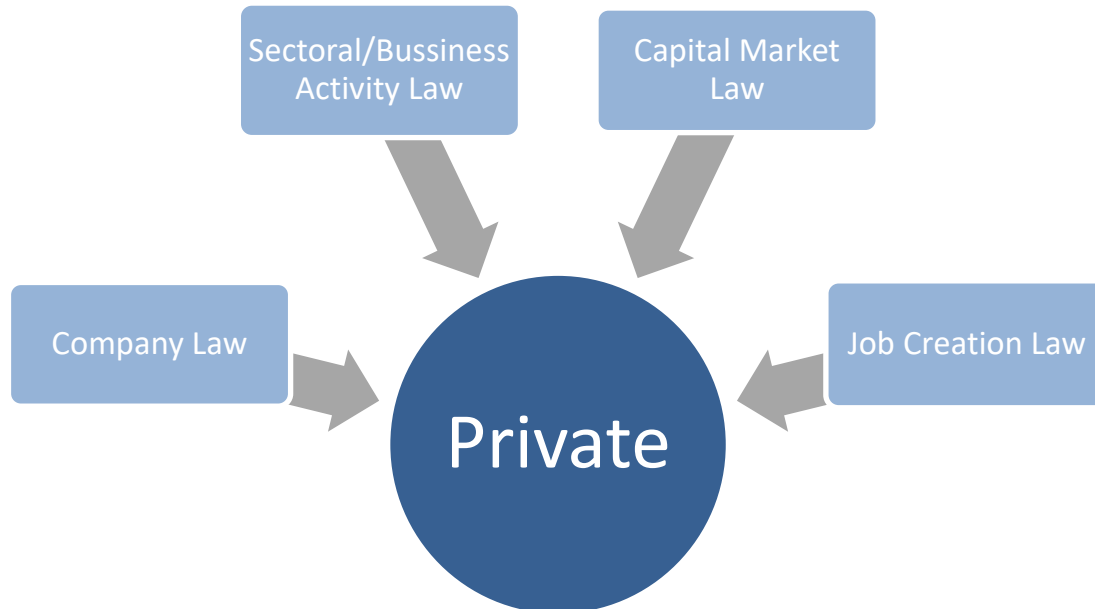 Sectoral/Bussiness
Activity Law
Capital Market
Law
Company Law
Job Creation Law
Private